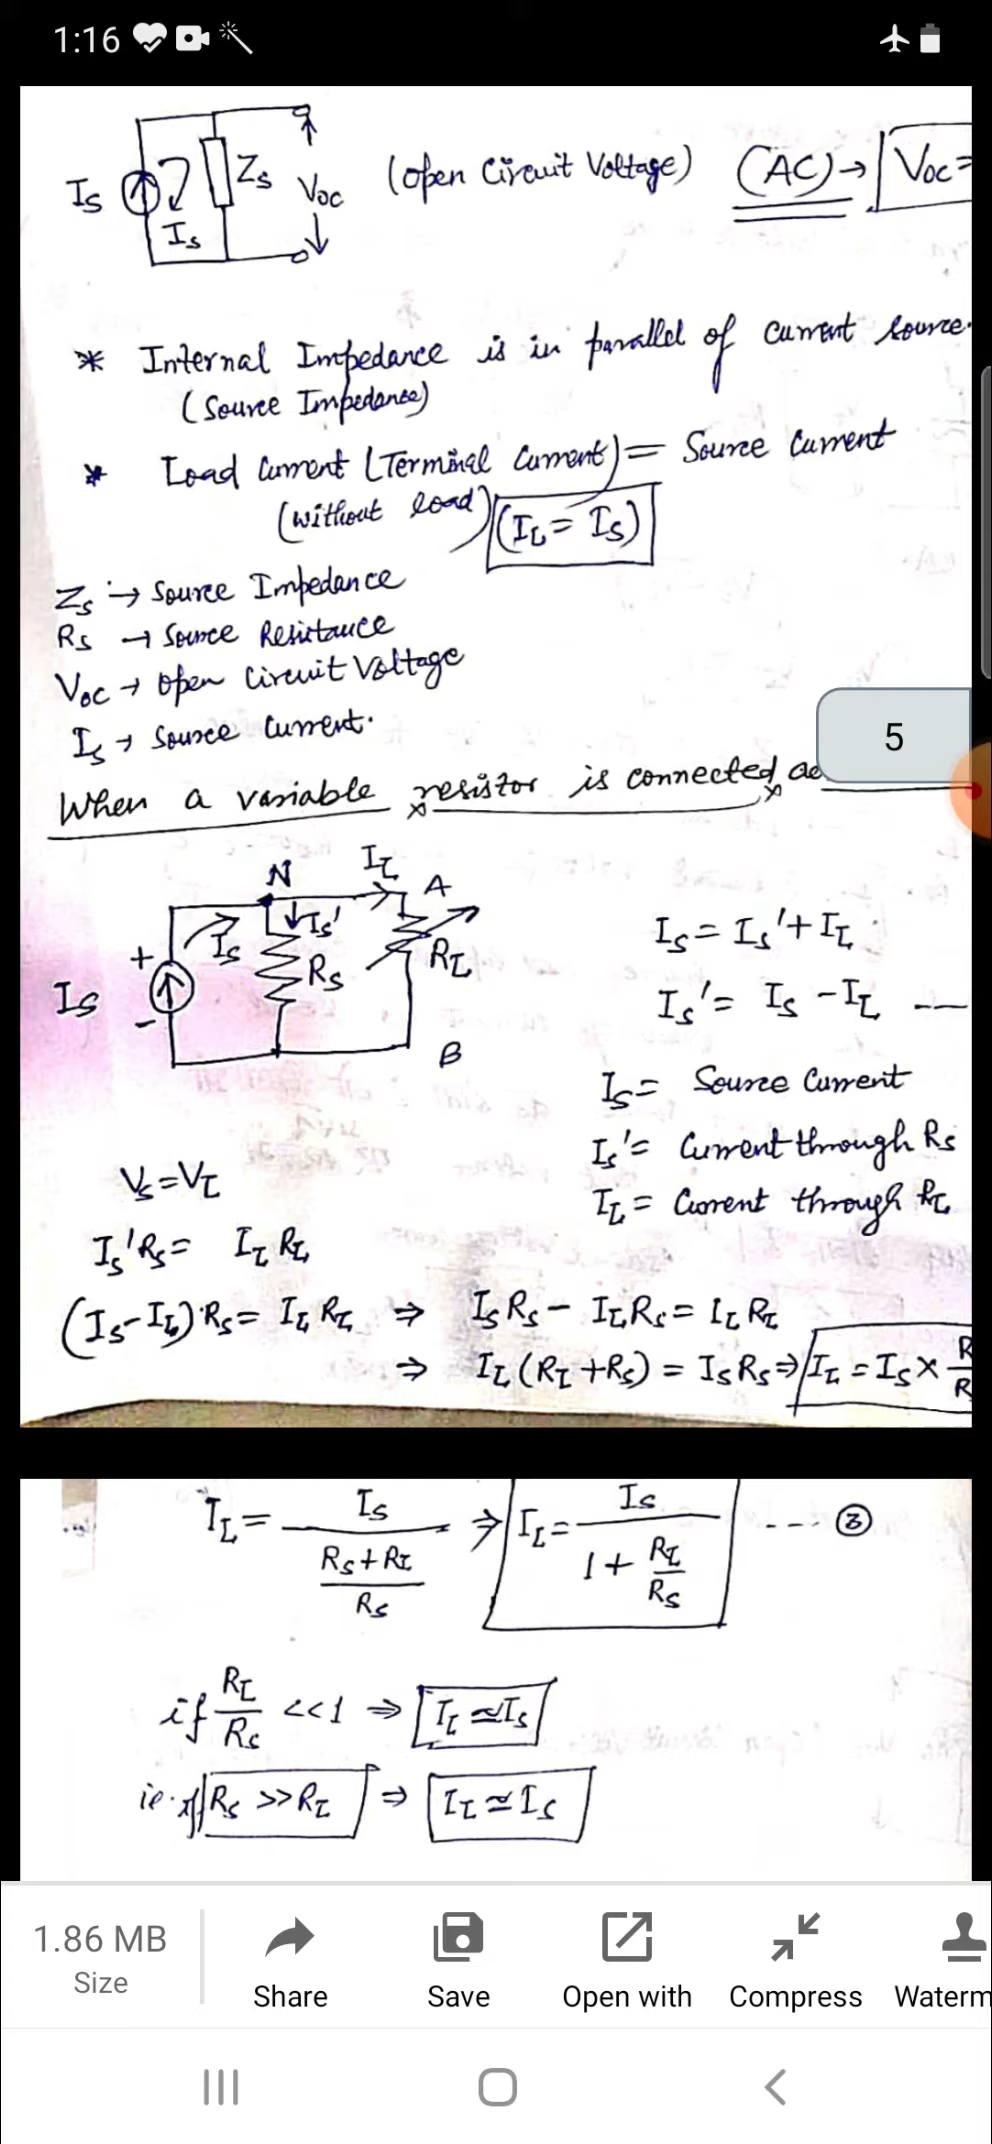 1:16
Is Is Zs Voc (Open Circuit Voltage) (AC) → Voc =
* Internal Impedance is in parallel of current source.
(Source Impedance)
* Load Current (Terminal Current) = Source Current
(without load) (IL = IS)
Zs → Source Impedance
Rs → Source Resistance
Voc → Open Circuit Voltage
Is → Source Current.
5
When a variable resistor is connected
N IL A
Is + - Is Is' Rs RL
B
Is = Is' + IL
Is' = Is - IL
Is = Source Current
Is' = Current through Rs
IL = Current through RL
Vs = VL
Is'Rs = IL RL
(Is-IL)·Rs = IL RL ⇒ IsRs - ILRs = IL RL
⇒ IL(RL+Rs) = IsRs ⇒ IL = Is × R
R
IL = Is
Rs+RL
Rs
⇒ IL = Is
1 + RL
Rs
if RL
Rs
<<1 ⇒ IL ≃ Is
ie. if Rs >> RL ⇒ IL ≃ Is
1.86 MB
Size
Share
Save
Open with
Compress
Waterm